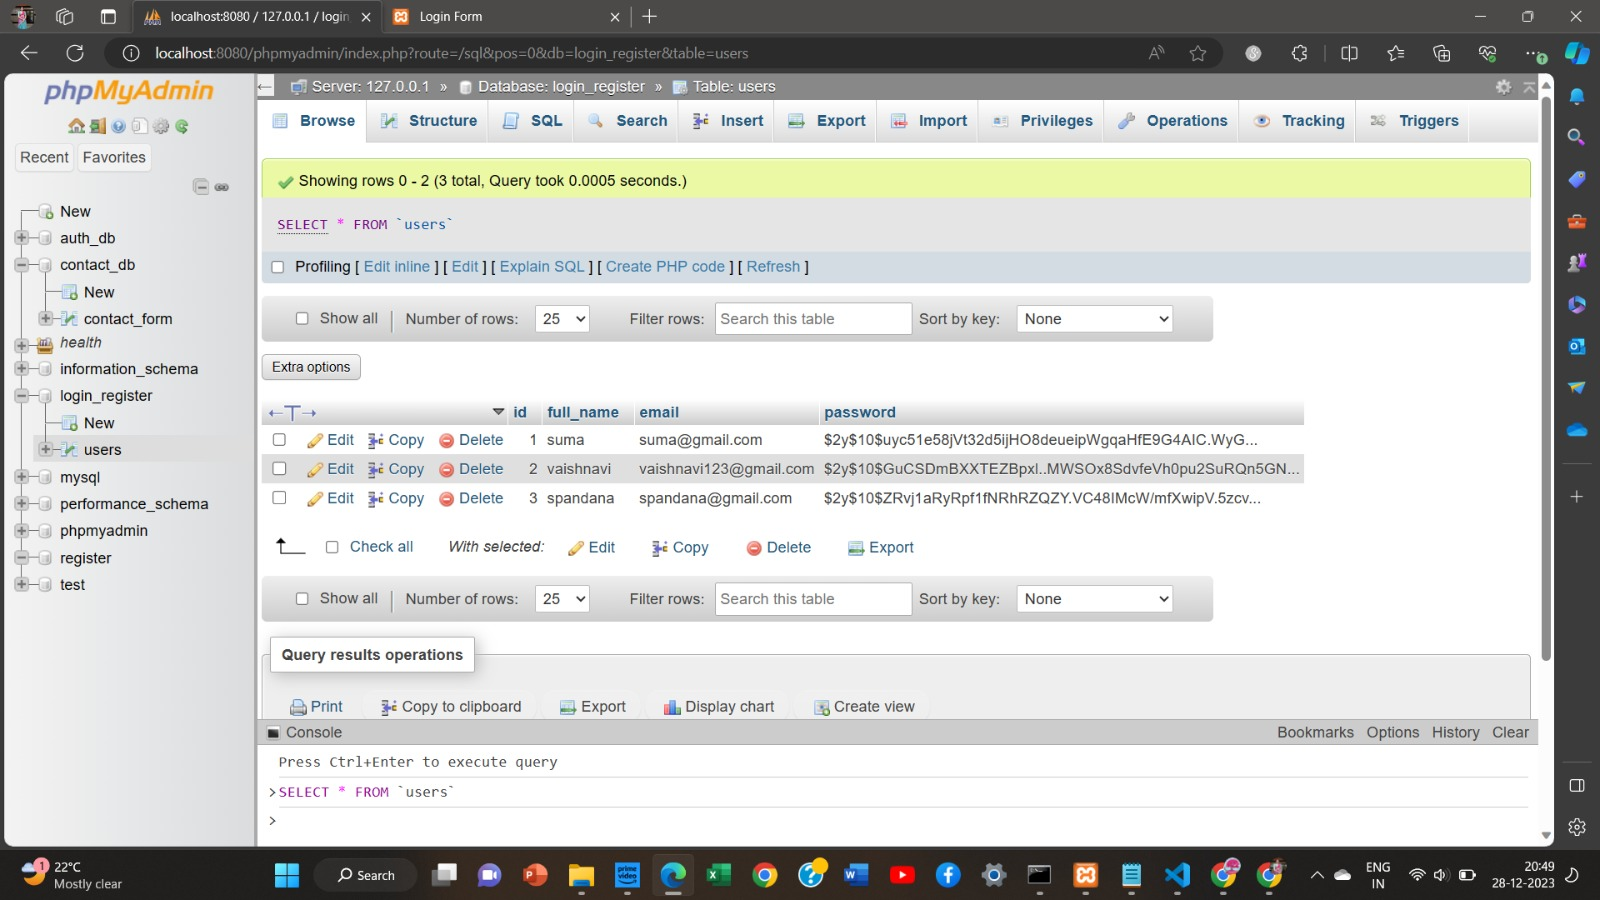 localhost:8080 / 127.0.0.1 / login
Login Form
localhost:8080/phpmyadmin/index.php?route=/sql&pos=0&db=login_register&table=users
phpMyAdmin
Recent
Favorites
New
auth_db
contact_db
New
contact_form
health
information_schema
login_register
New
users
mysql
performance_schema
phpmyadmin
register
test
Server: 127.0.0.1 » Database: login_register » Table: users
Browse Structure SQL Search Insert Export Import Privileges Operations Tracking Triggers
Showing rows 0 - 2 (3 total, Query took 0.0005 seconds.)
SELECT * FROM `users`
Profiling [ Edit inline ] [ Edit ] [ Explain SQL ] [ Create PHP code ] [ Refresh ]
Show all Number of rows: 25 Filter rows: Search this table Sort by key: None
Extra options
←T→ id full_name email password
Edit Copy Delete 1 suma suma@gmail.com $2y$10$uyc51e58jVt32d5ijHO8deueipWgqaHfE9G4AIC.WyG...
Edit Copy Delete 2 vaishnavi vaishnavi123@gmail.com $2y$10$GuCSDmBXXTEZBpxl..MWSOx8SdvfeVh0pu2SuRQn5GN...
Edit Copy Delete 3 spandana spandana@gmail.com $2y$10$ZRvj1aRyRpf1fNRhRZQZY.VC48IMcW/mfXwipV.5zcv...
Check all With selected: Edit Copy Delete Export
Show all Number of rows: 25 Filter rows: Search this table Sort by key: None
Query results operations
Print Copy to clipboard Export Display chart Create view
Console Bookmarks Options History Clear
Press Ctrl+Enter to execute query
>SELECT * FROM `users`
>
1
22°C
Mostly clear
Search
prime video
ENG
IN
20:49
28-12-2023